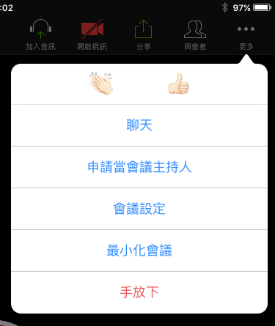 :02
97%
加入音訊 開啟視訊 分享 與會者 更多
聊天
申請當會議主持人
會議設定
最小化會議
手放下